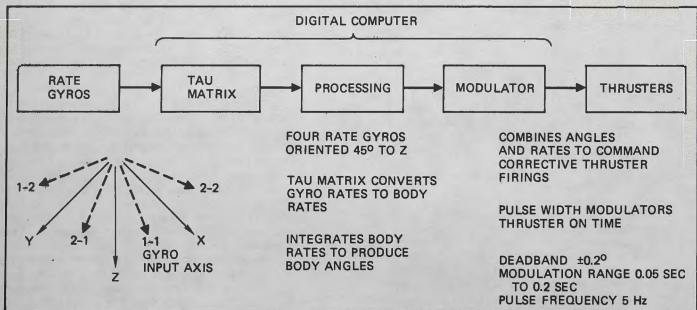 DIGITAL COMPUTER
RATE
GYROS
TAU
MATRIX
PROCESSING
MODULATOR
THRUSTERS
1-2
2-2
Y
2-1
1-1
X
GYRO
INPUT AXIS
Z
FOUR RATE GYROS
ORIENTED 45º TO Z
TAU MATRIX CONVERTS
GYRO RATES TO BODY
RATES
INTEGRATES BODY
RATES TO PRODUCE
BODY ANGLES
COMBINES ANGLES
AND RATES TO COMMAND
CORRECTIVE THRUSTER
FIRINGS
PULSE WIDTH MODULATORS
THRUSTER ON TIME
DEADBAND ±0.2º
MODULATION RANGE 0.05 SEC
TO 0.2 SEC
PULSE FREQUENCY 5 Hz